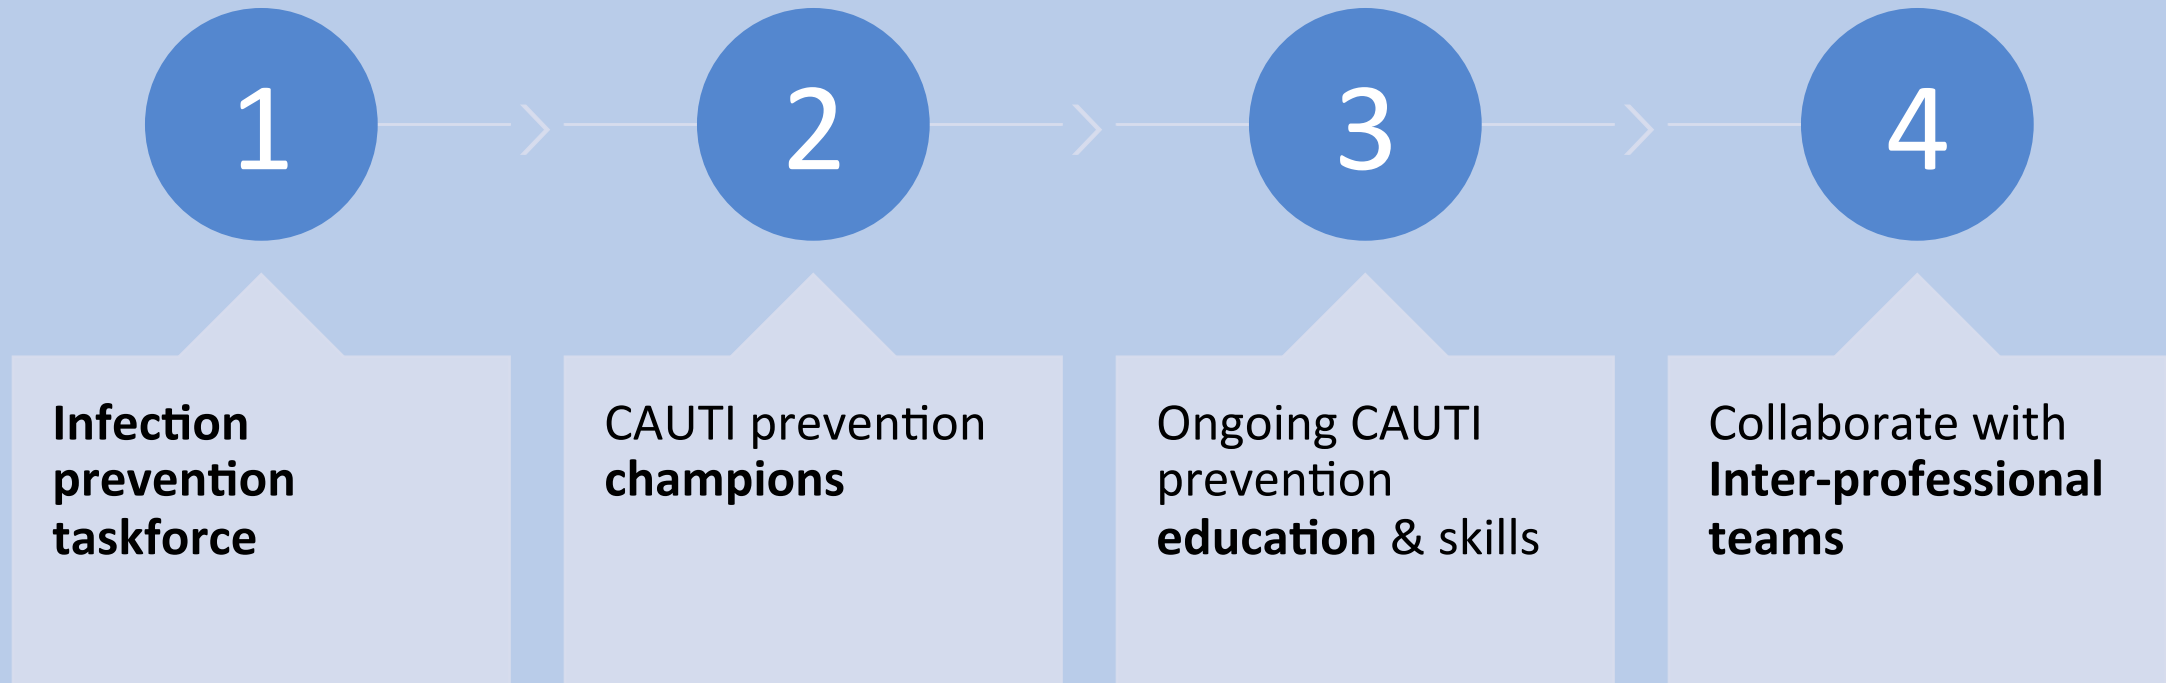 1
2
3
4
Infection
prevention
taskforce
CAUTI prevention
champions
Ongoing CAUTI
prevention
education & skills
Collaborate with
Inter-professional
teams